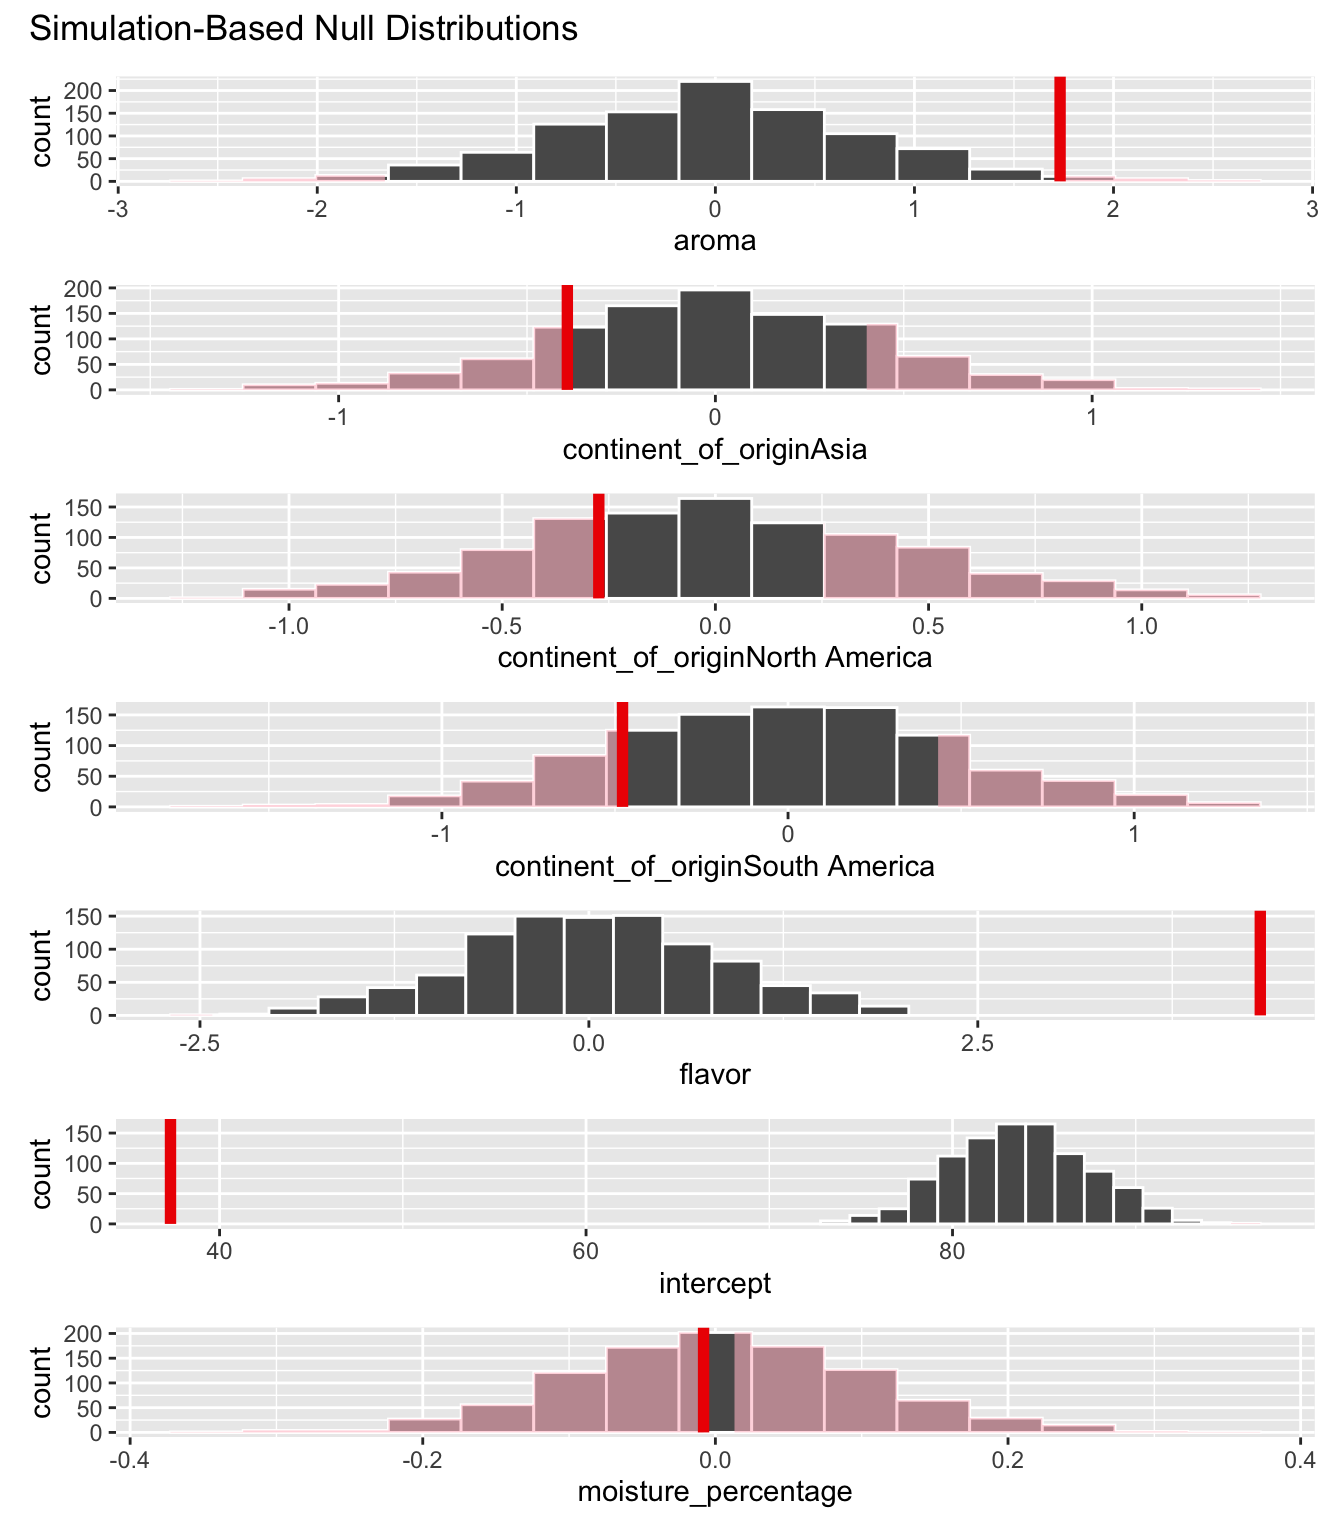 Simulation-Based Null Distributions
count
200
150
100
50
0
-3 -2 -1 0 1 2 3
aroma
count
200
150
100
50
0
-1 0 1
continent_of_originAsia
count
150
100
50
0
-1.0 -0.5 0.0 0.5 1.0
continent_of_originNorth America
count
150
100
50
0
-1 0 1
continent_of_originSouth America
count
150
100
50
0
-2.5 0.0 2.5
flavor
count
150
100
50
0
40 60 80
intercept
count
200
150
100
50
0
-0.4 -0.2 0.0 0.2 0.4
moisture_percentage